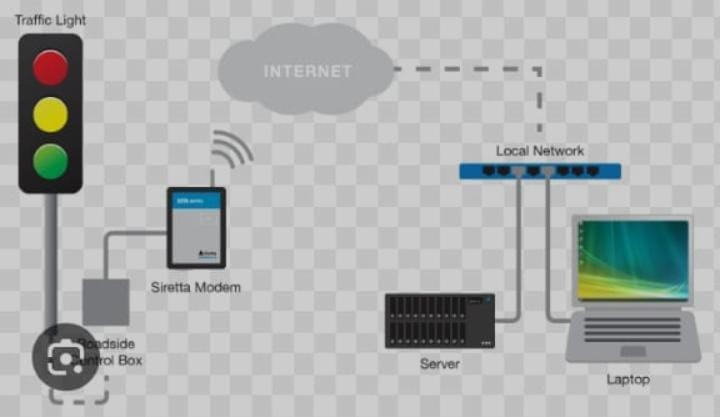 Traffic Light
INTERNET
Local Network
Siretta Modem
Roadside
Control Box
Server
Laptop